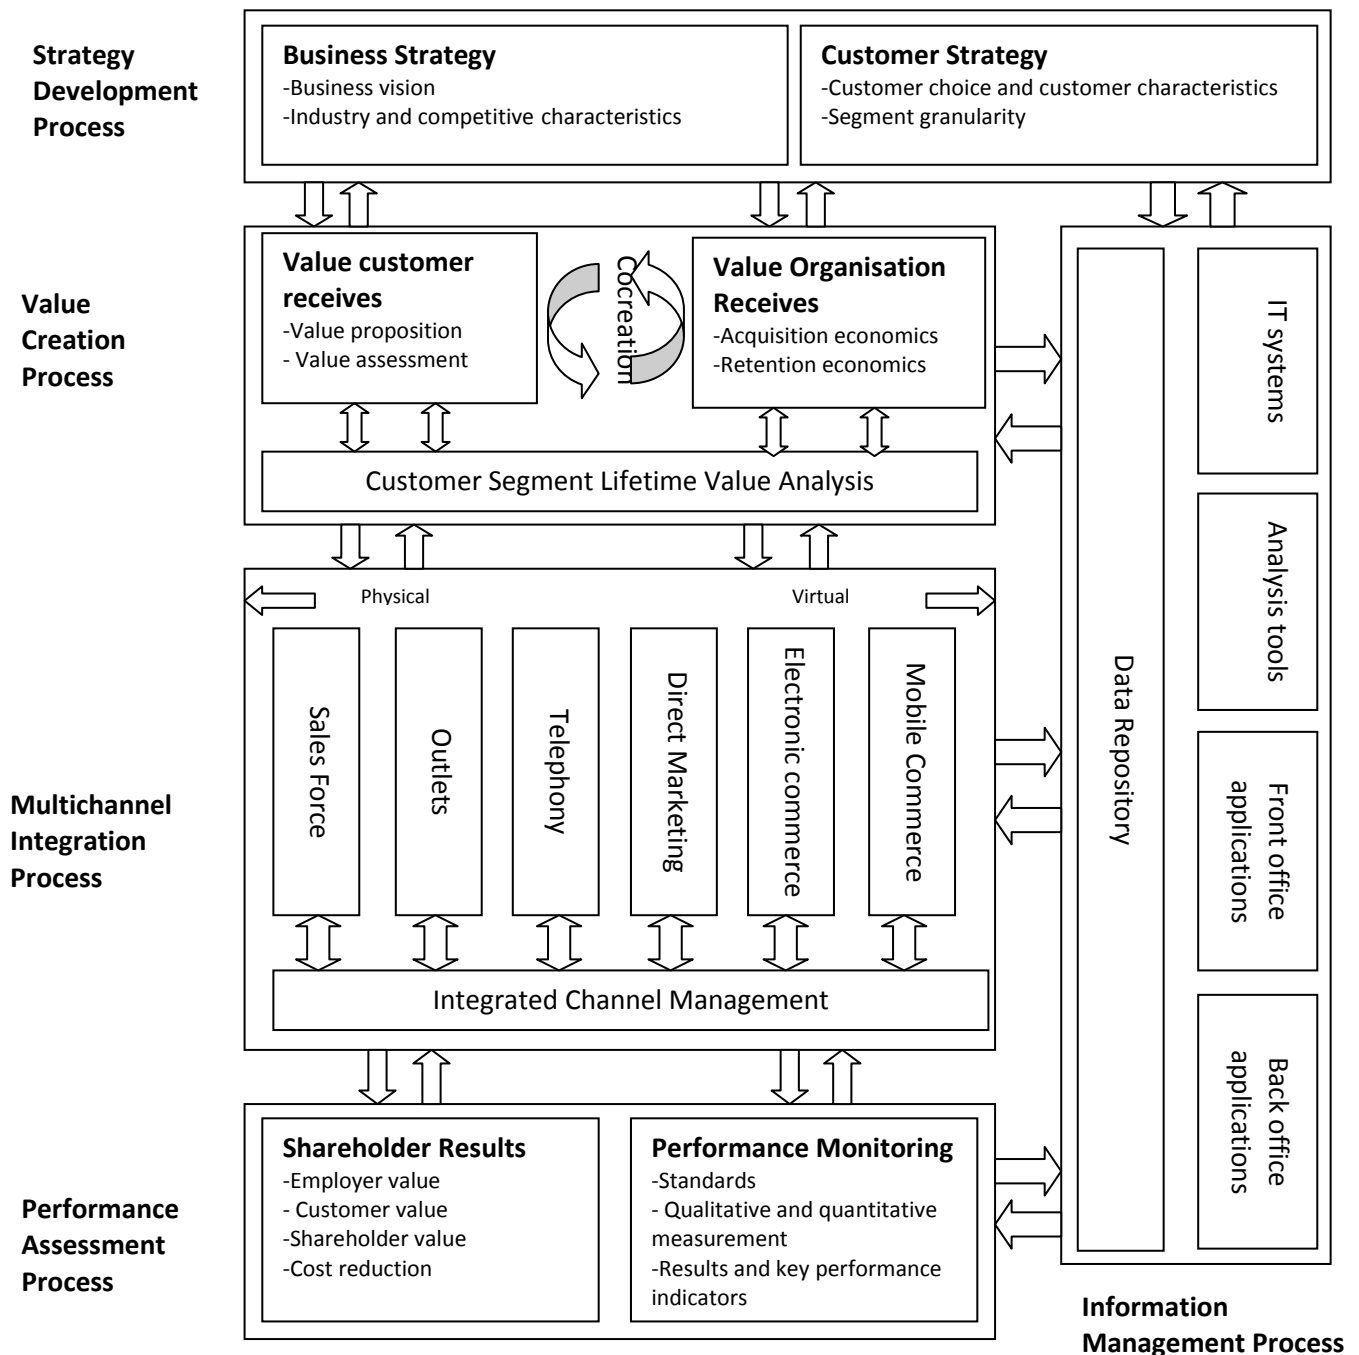 Strategy
Development
Process
Business Strategy
-Business vision
-Industry and competitive characteristics
Customer Strategy
-Customer choice and customer characteristics
-Segment granularity
Value
Creation
Process
Value customer
receives
-Value proposition
- Value assessment
Cocreation
Value Organisation
Receives
-Acquisition economics
-Retention economics
Customer Segment Lifetime Value Analysis
Multichannel
Integration
Process
Physical
Virtual
Sales Force
Outlets
Telephony
Direct Marketing
Electronic commerce
Mobile Commerce
Integrated Channel Management
Performance
Assessment
Process
Shareholder Results
-Employer value
- Customer value
-Shareholder value
-Cost reduction
Performance Monitoring
-Standards
- Qualitative and quantitative
measurement
-Results and key performance
indicators
Data Repository
IT systems
Analysis tools
Front office
applications
Back office
applications
Information
Management Process